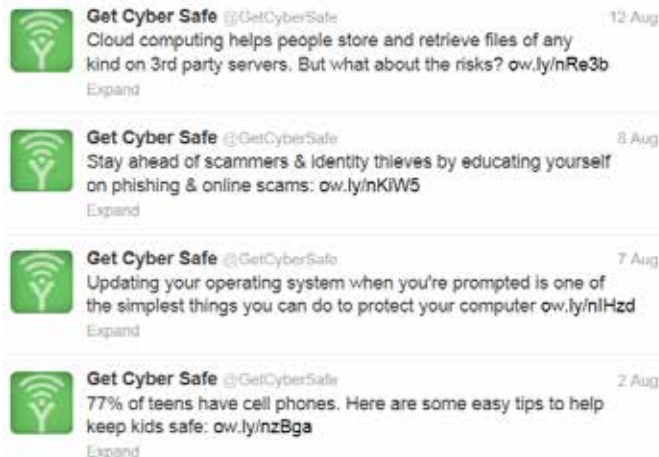 Get Cyber Safe @GetCyberSafe 12 Aug
Cloud computing helps people store and retrieve files of any
kind on 3rd party servers. But what about the risks? ow.ly/nRe3b
Expand
Get Cyber Safe @GetCyberSafe 8 Aug
Stay ahead of scammers & identity thieves by educating yourself
on phishing & online scams: ow.ly/nKiW5
Expand
Get Cyber Safe @GetCyberSafe 7 Aug
Updating your operating system when you're prompted is one of
the simplest things you can do to protect your computer ow.ly/nIHzd
Expand
Get Cyber Safe @GetCyberSafe 2 Aug
77% of teens have cell phones. Here are some easy tips to help
keep kids safe: ow.ly/nzBga
Expand